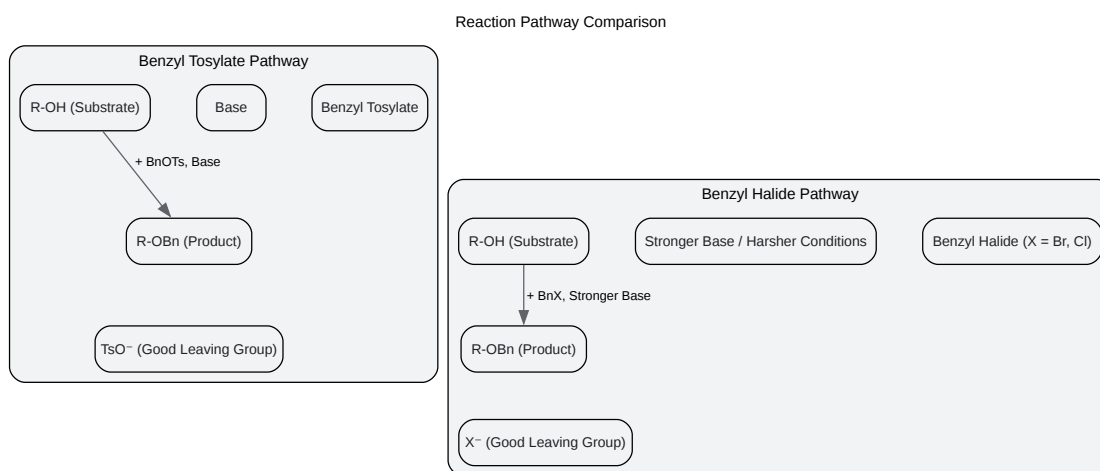 Reaction Pathway Comparison
Benzyl Tosylate Pathway
R-OH (Substrate)
Base
Benzyl Tosylate
+ BnOTs, Base
R-OBn (Product)
TsO⁻ (Good Leaving Group)
Benzyl Halide Pathway
R-OH (Substrate)
Stronger Base / Harsher Conditions
Benzyl Halide (X = Br, Cl)
+ BnX, Stronger Base
R-OBn (Product)
X⁻ (Good Leaving Group)